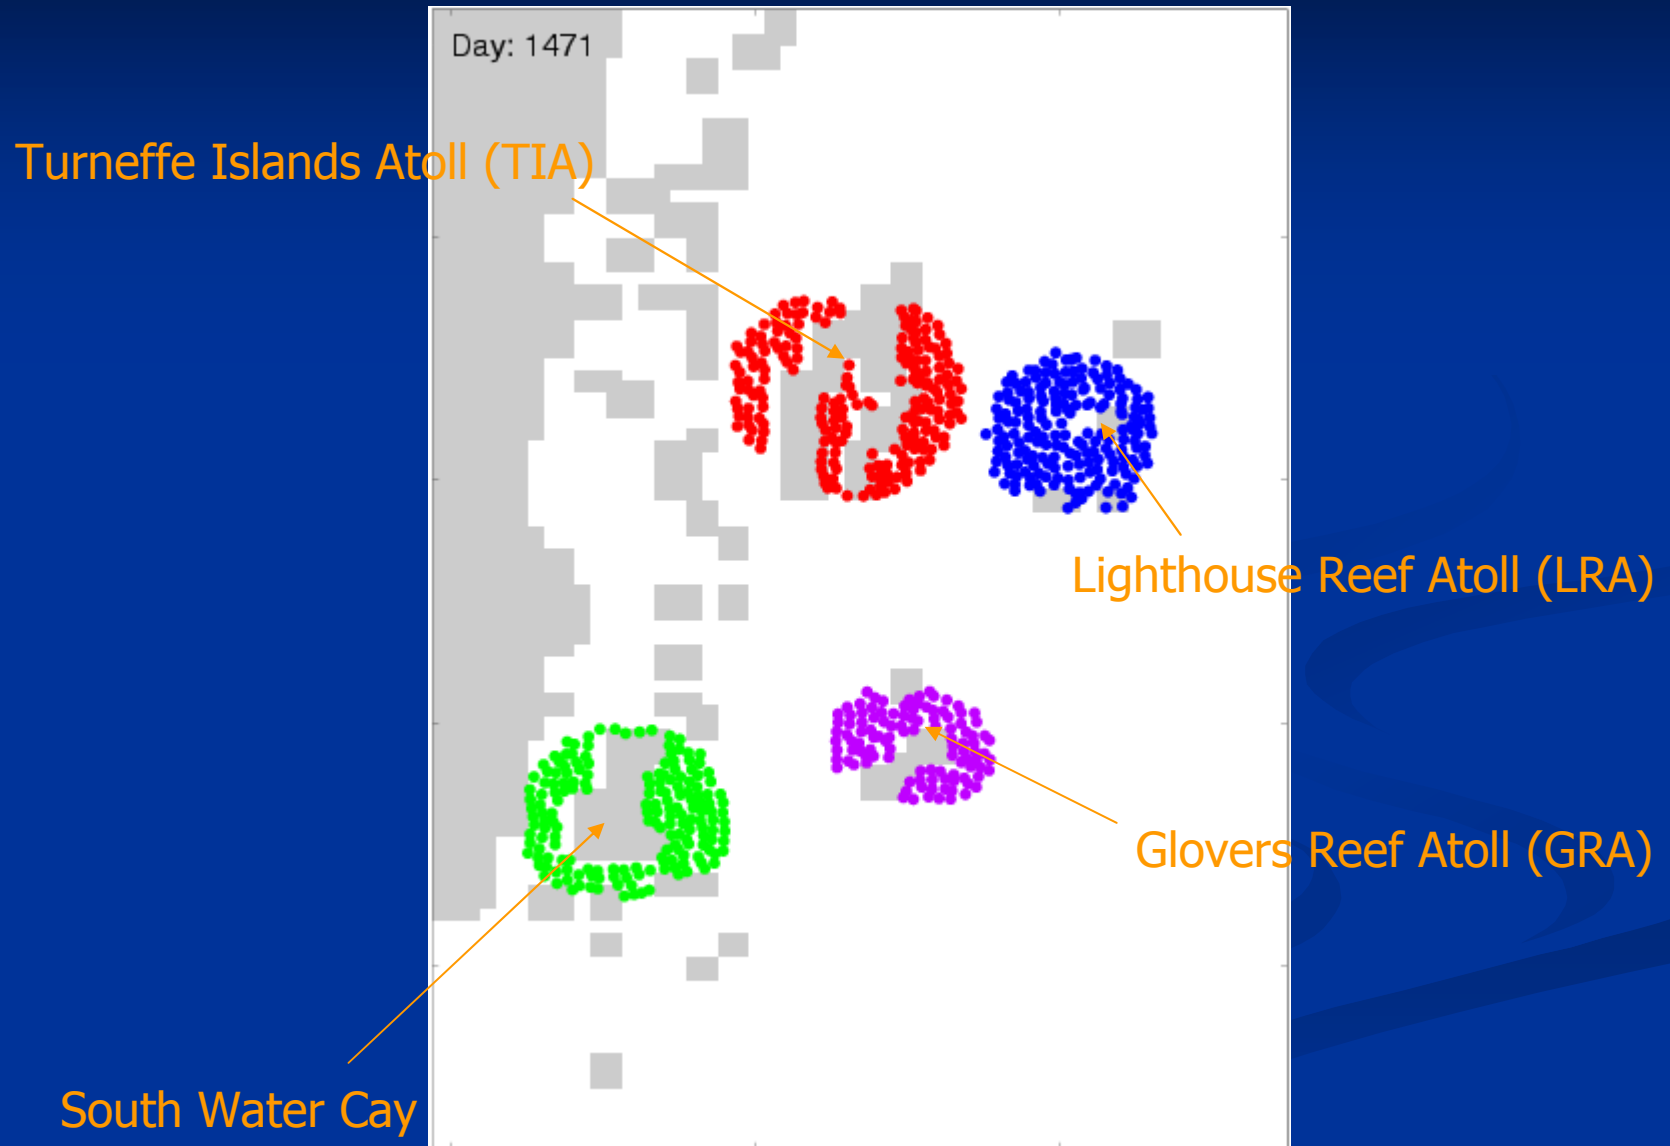 Day: 1471
Turneffe Islands Atoll (TIA)
Lighthouse Reef Atoll (LRA)
Glovers Reef Atoll (GRA)
South Water Cay